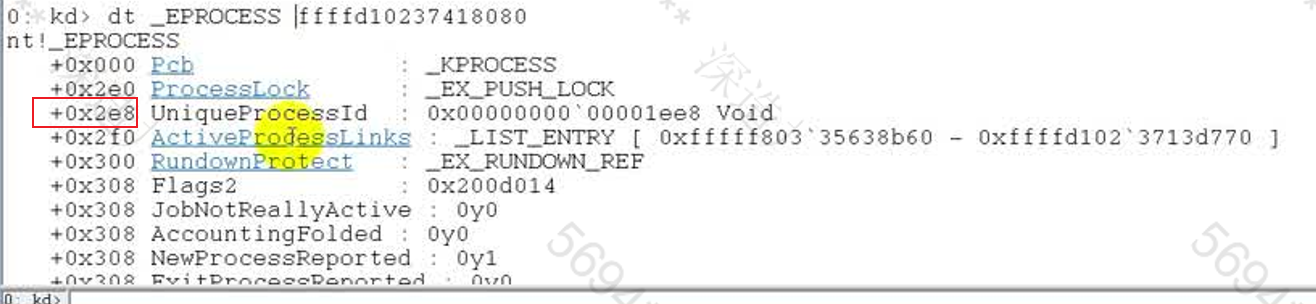 0: kd> dt _EPROCESS ffffd10237418080
nt!_EPROCESS
+0x000 Pcb : _KPROCESS
+0x2e0 ProcessLock : _EX_PUSH_LOCK
+0x2e8 UniqueProcessId : 0x00000000`00001ee8 Void
+0x2f0 ActiveProcessLinks : _LIST_ENTRY [ 0xfffff803`35638b60 - 0xffffd102`3713d770 ]
+0x300 RundownProtect : _EX_RUNDOWN_REF
+0x308 Flags2 : 0x200d014
+0x308 JobNotReallyActive : 0y0
+0x308 AccountingFolded : 0y0
+0x308 NewProcessReported : 0y1
+0x308 ExitProcessReported : 0y0
0: kd>